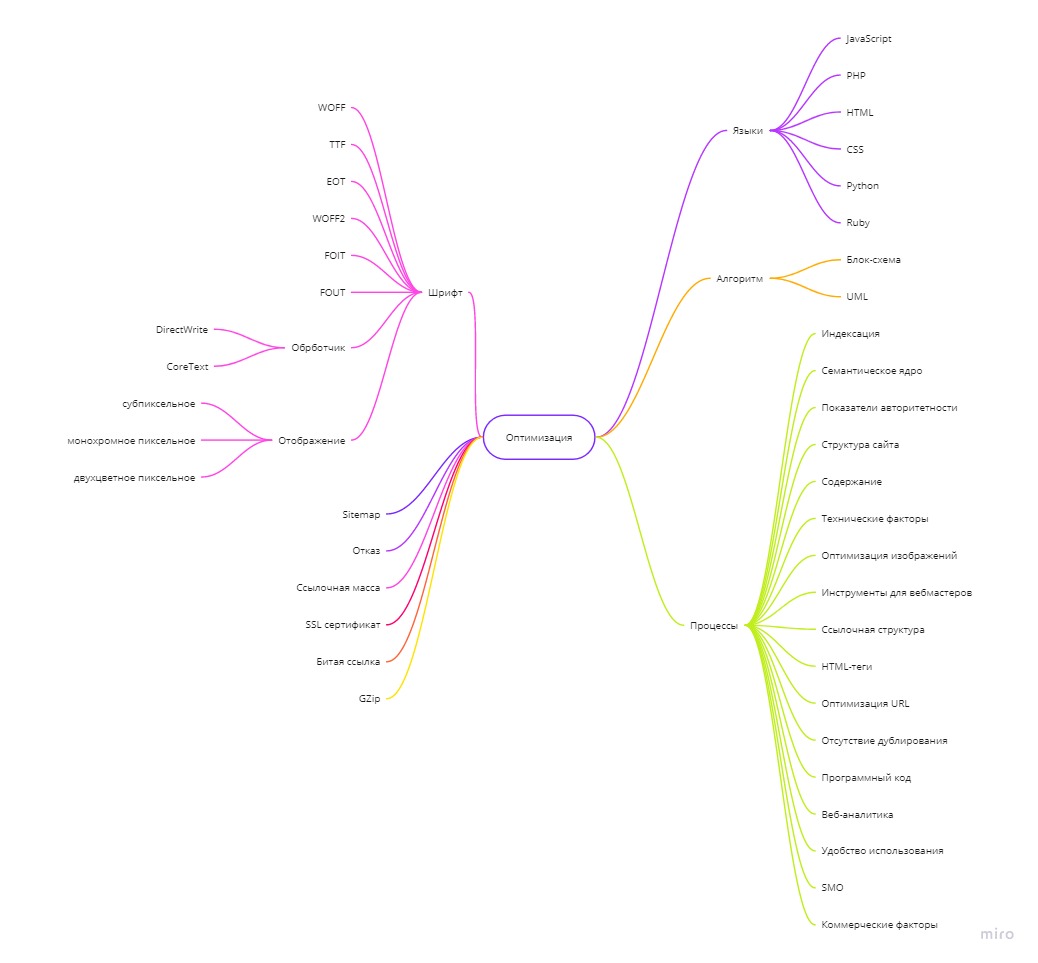 JavaScript
PHP
HTML
CSS
Python
Ruby
Языки
Блок-схема
UML
Алгоритм
Индексация
Семантическое ядро
Показатели авторитетности
Структура сайта
Содержание
Технические факторы
Оптимизация изображений
Инструменты для вебмастеров
Ссылочная структура
HTML-теги
Оптимизация URL
Отсутствие дублирования
Программный код
Веб-аналитика
Удобство использования
SMO
Коммерческие факторы
Процессы
Оптимизация
WOFF
TTF
EOT
WOFF2
FOIT
FOUT
Шрифт
DirectWrite
CoreText
Обрботчик
субпиксельное
монохромное пиксельное
двухцветное пиксельное
Отображение
Sitemap
Отказ
Ссылочная масса
SSL сертификат
Битая ссылка
GZip
miro